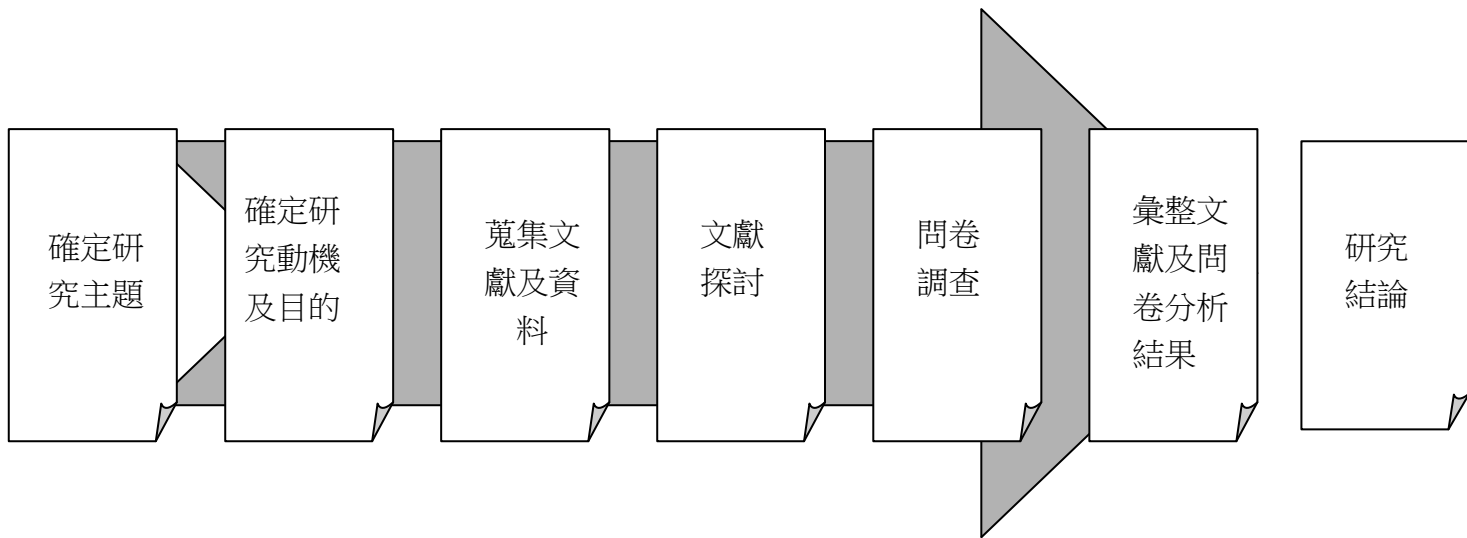 確定研
究主題
確定研
究動機
及目的
蒐集文
獻及資
料
文獻
探討
問卷
調查
彙整文
獻及問
卷分析
結果
研究
結論